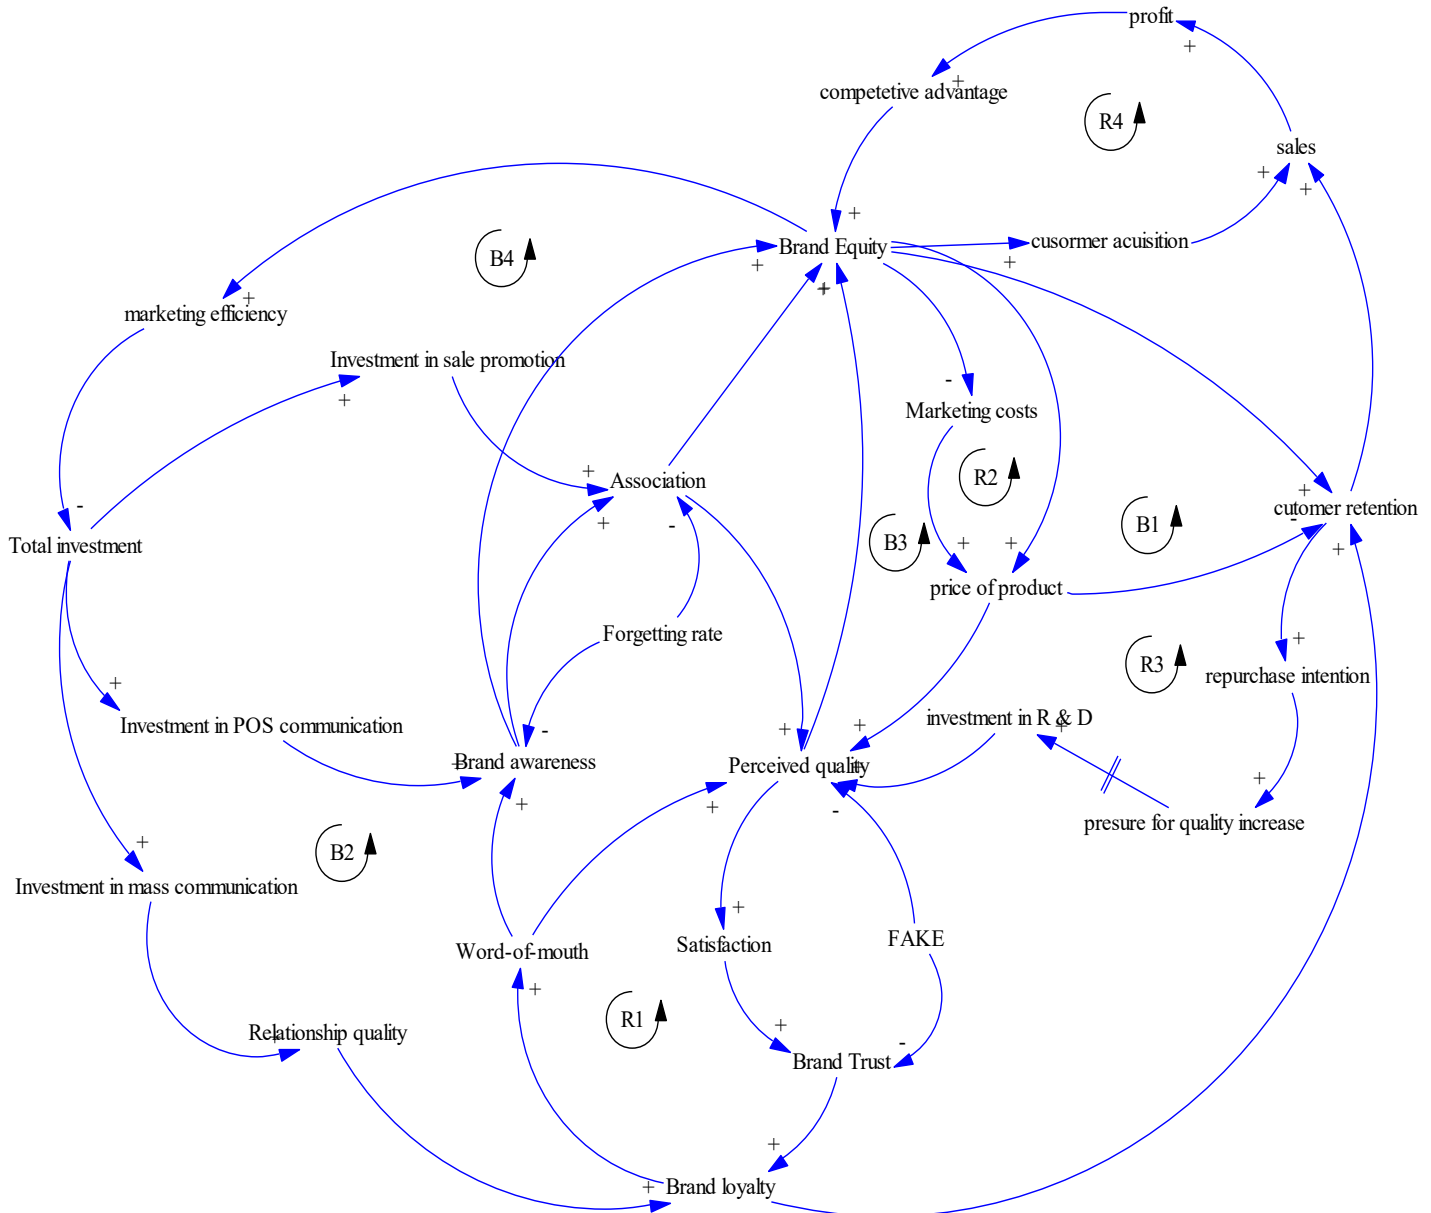 profit
+
+
competetive advantage
R4
sales
+
+
+
Brand Equity
cusormer acuisition
+
+
B4
+
marketing efficiency
+
Investment in sale promotion
+
-
Marketing costs
+
Association
R2
+
cutomer retention
-
-
+
-
B1
B3
Total investment
+
+
+
price of product
Forgetting rate
+
R3
repurchase intention
+
Investment in POS communication
-
+
+
investment in R & D
+
Brand awareness
+
Perceived quality
+
+
+
-
+
presure for quality increase
+
B2
Investment in mass communication
+
Word-of-mouth
Satisfaction
FAKE
+
R1
+
Relationship quality
+
-
Brand Trust
+
+
Brand loyalty